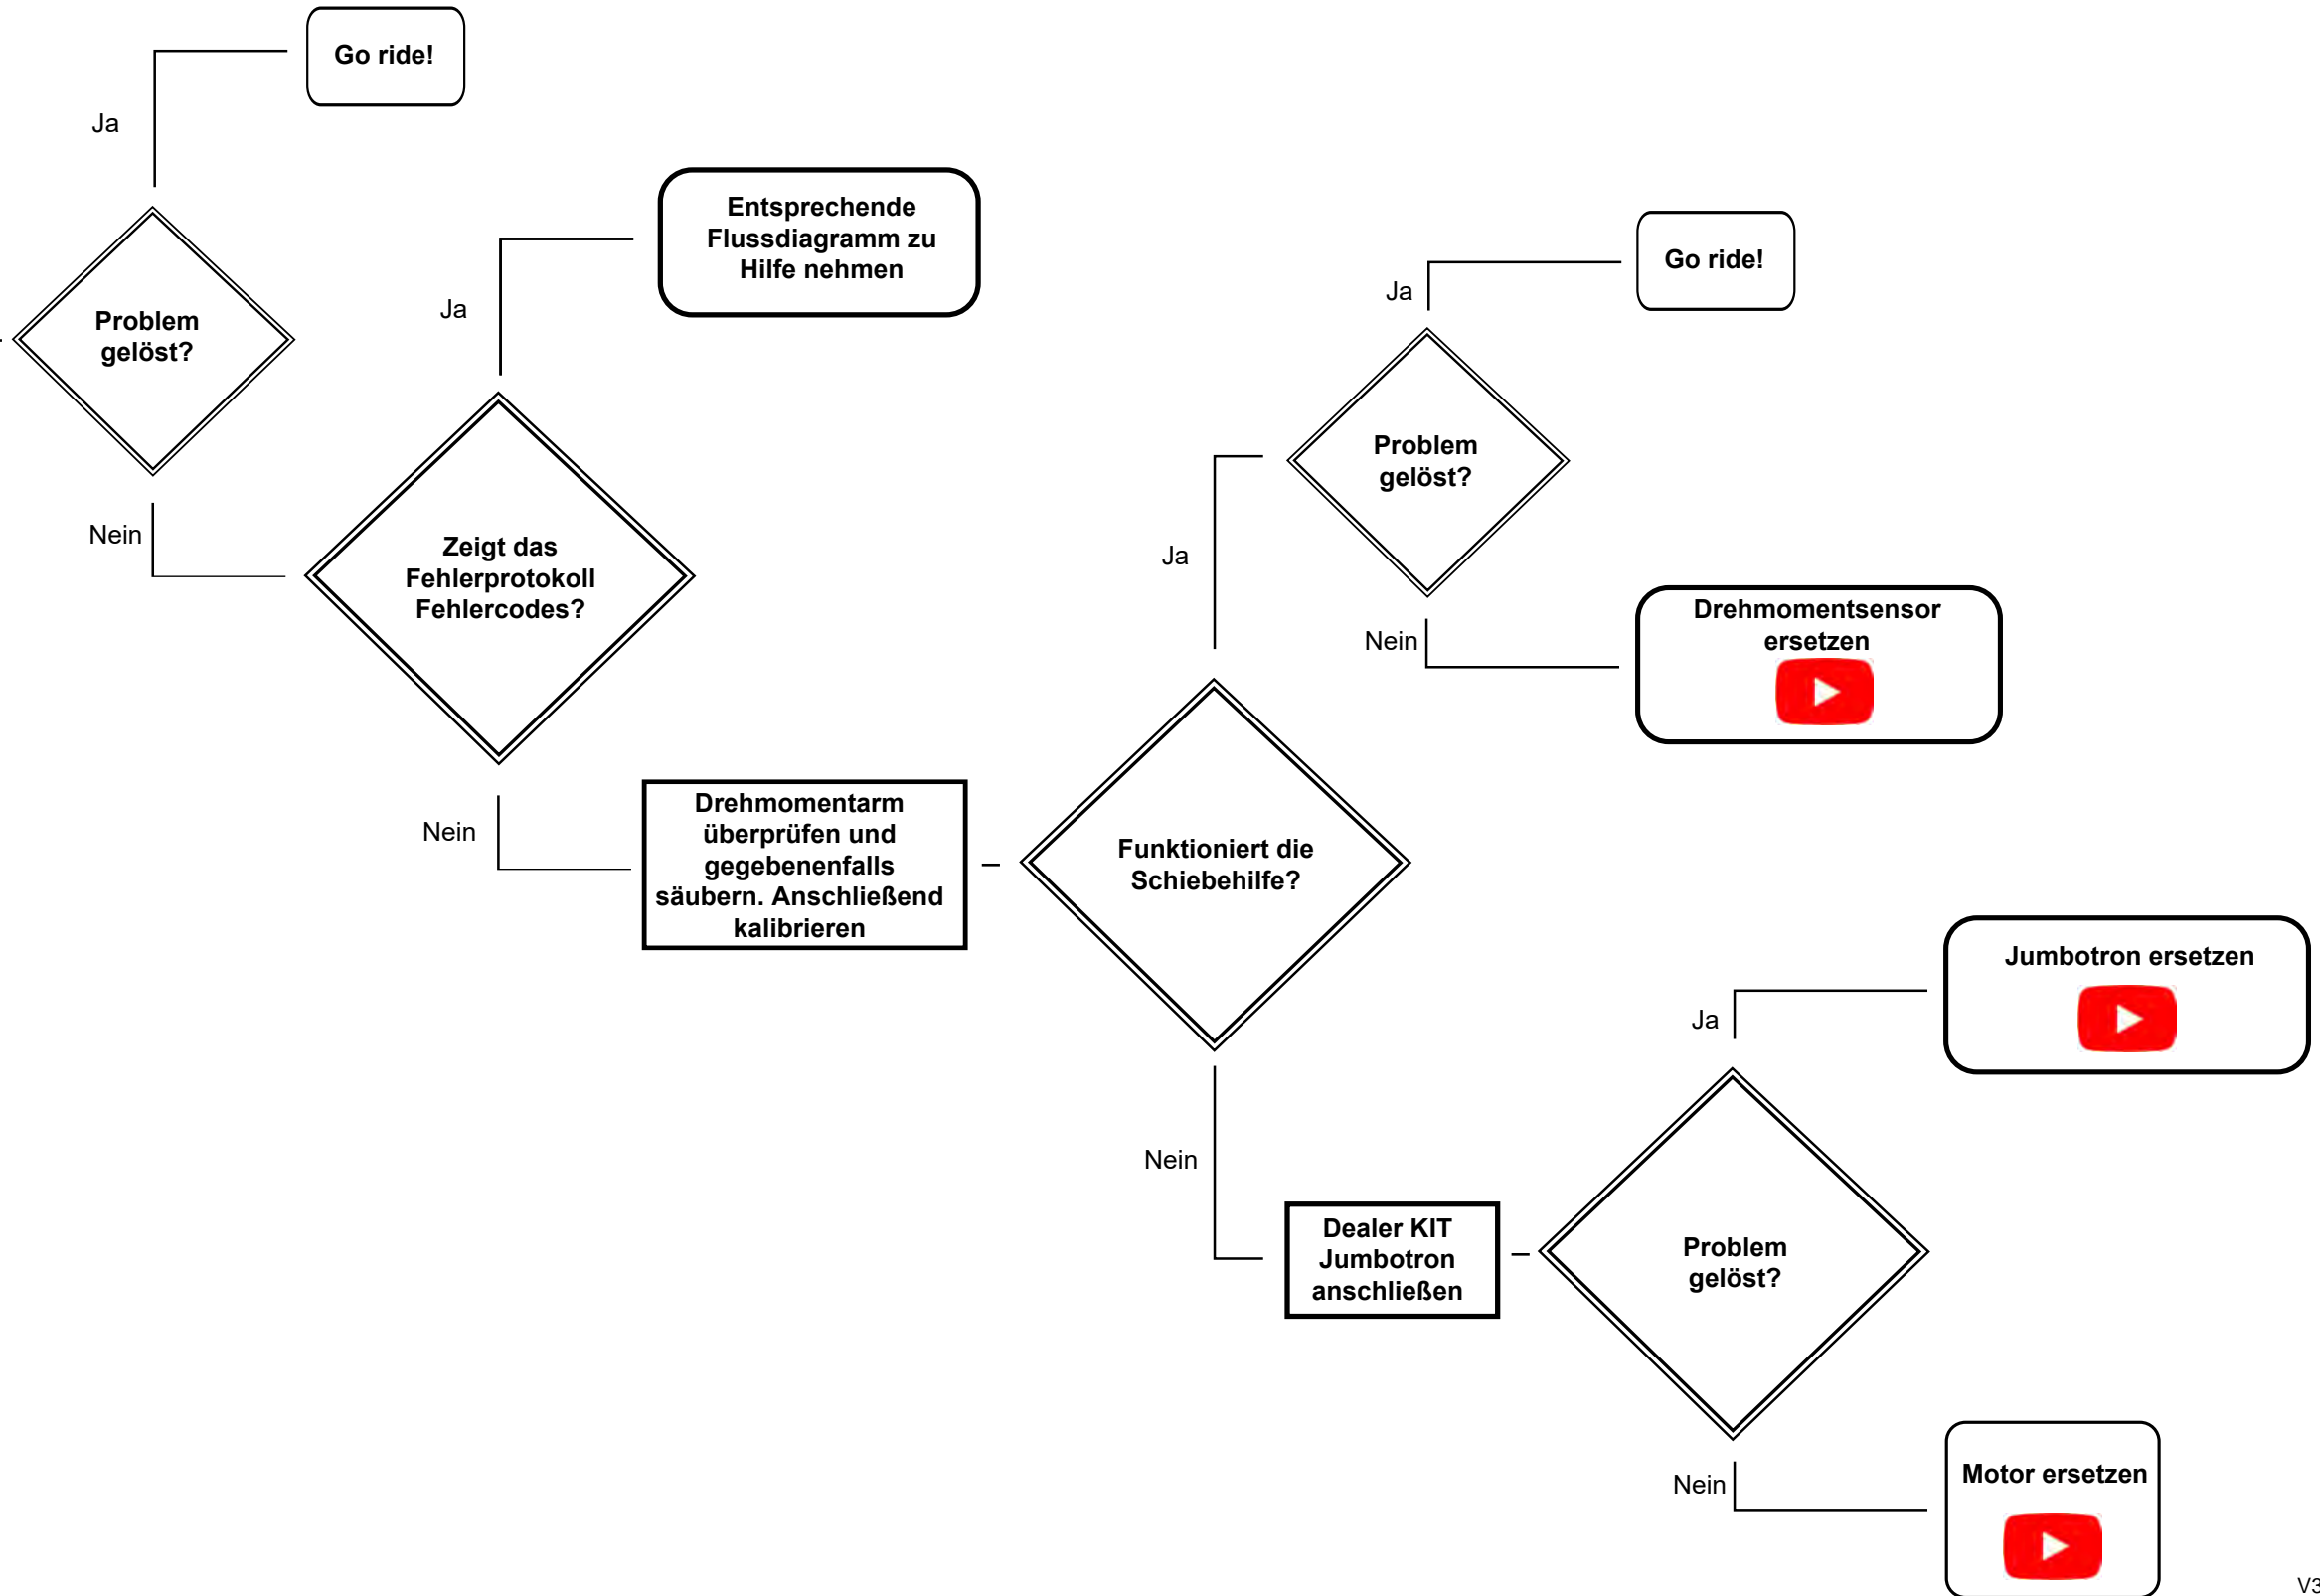 Go ride!
Ja
Problem
gelöst?
Nein
Entsprechende
Flussdiagramm zu
Hilfe nehmen
Ja
Zeigt das
Fehlerprotokoll
Fehlercodes?
Nein
Drehmomentarm
überprüfen und
gegebenenfalls
säubern. Anschließend
kalibrieren
Funktioniert die
Schiebehilfe?
Ja
Problem
gelöst?
Ja
Go ride!
Nein
Drehmomentsensor
ersetzen
Nein
Dealer KIT
Jumbotron
anschließen
Problem
gelöst?
Ja
Jumbotron ersetzen
Nein
Motor ersetzen
V3